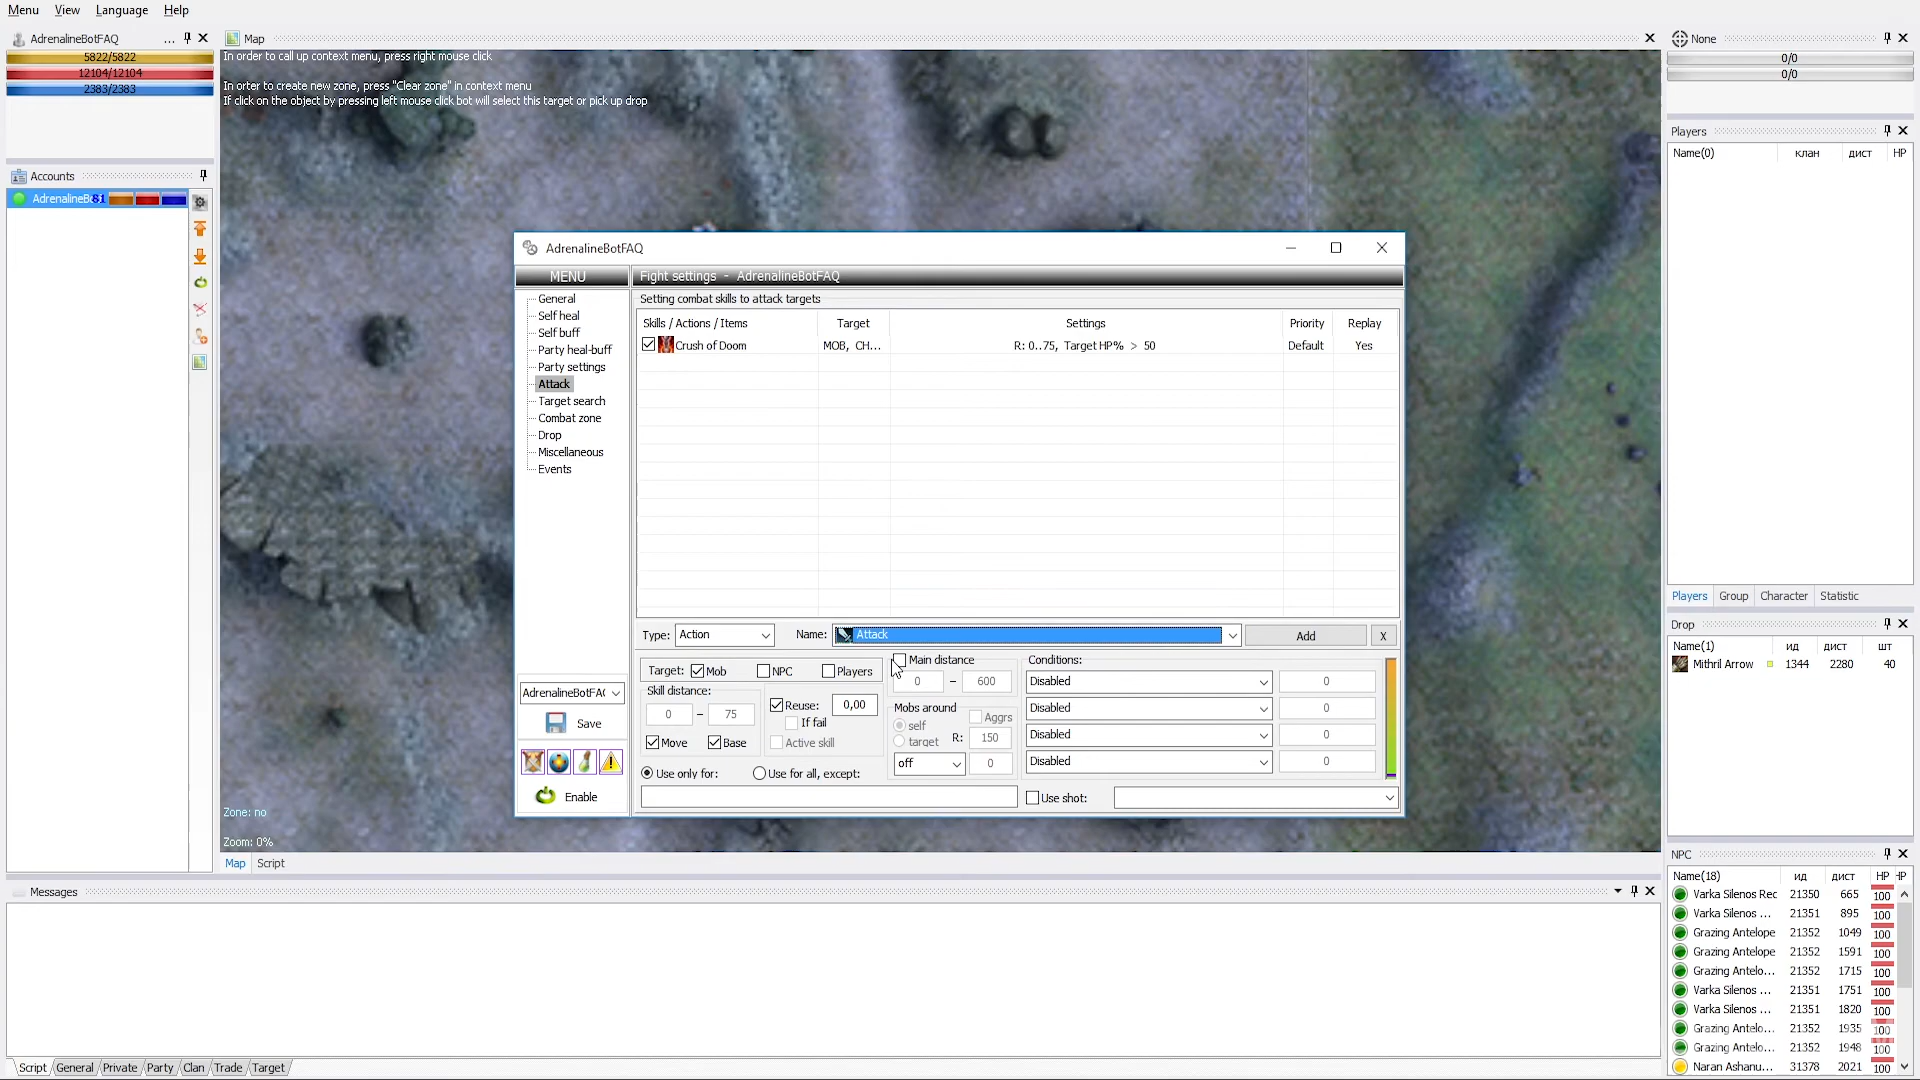 Menu View Language Help
AdrenalineBotFAQ ...
5822/5822
12104/12104
2383/2383
Accounts
AdrenalineBo 81
Map
In order to call up context menu, press right mouse click
In orter to create new zone, press "Clear zone" in context menu
If click on the object by pressing left mouse click bot will select this target or pick up drop
AdrenalineBotFAQ
MENU
General
Self heal
Self buff
Party heal-buff
Party settings
Attack
Target search
Combat zone
Drop
Miscellaneous
Events
AdrenalineBotFA
Save
Enable
Fight settings - AdrenalineBotFAQ
Setting combat skills to attack targets
Skills / Actions / Items Target Settings Priority Replay
Crush of Doom MOB, CH... R: 0..75, Target HP% > 50 Default Yes
Type: Action Name: Attack Add X
Target: Mob NPC Players
Skill distance:
0 – 75
Move Base
Reuse: 0,00
If fail
Active skill
Use only for: Use for all, except:
Main distance
0 – 600
Mobs around Aggrs
self
target R: 150
off 0
Conditions:
Disabled 0
Disabled 0
Disabled 0
Disabled 0
Use shot:
Zone: no
Zoom: 0%
Map Script
Messages
Script General Private Party Clan Trade Target
None
0/0
0/0
Players
Name(0) клан дист HP
Players Group Character Statistic
Drop
Name(1) ид дист шт
Mithril Arrow 1344 2280 40
NPC
Name(18) ид дист HP HP
Varka Silenos Rec 21350 665 100
Varka Silenos ... 21351 895 100
Grazing Antelope 21352 1049 100
Grazing Antelope 21352 1591 100
Grazing Antelo... 21352 1715 100
Varka Silenos ... 21351 1751 100
Varka Silenos ... 21351 1820 100
Grazing Antelo... 21352 1935 100
Grazing Antelo... 21352 1948 100
Naran Ashanu... 31378 2021 100